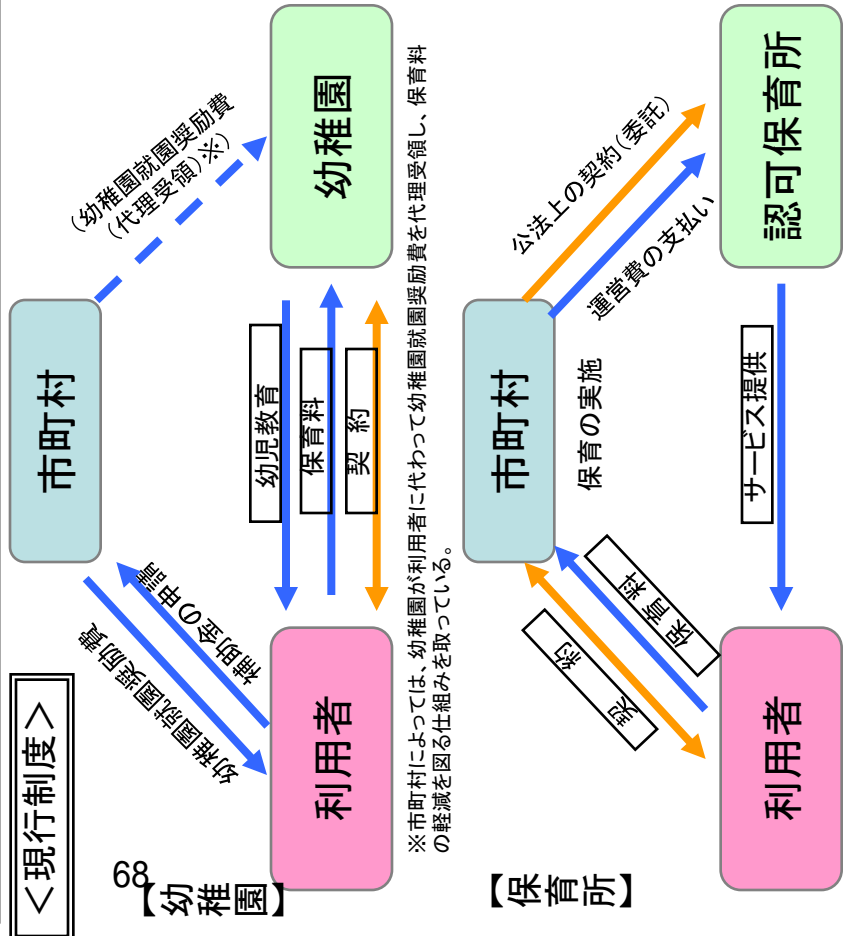 ＜現行制度＞
【幼稚園】
市町村
幼稚園就園奨励費
補助金の申請
(幼稚園就園奨励費
(代理受領)※)
利用者
幼児教育
保育料
契 約
幼稚園
※市町村によっては、幼稚園が利用者に代わって幼稚園就園奨励費を代理受領し、保育料
の軽減を図る仕組みを取っている。
【保育所】
市町村
保育の実施
契 約
保育料
公法上の契約(委託)
運営費の支払い
利用者
サービス提供
認可保育所
68